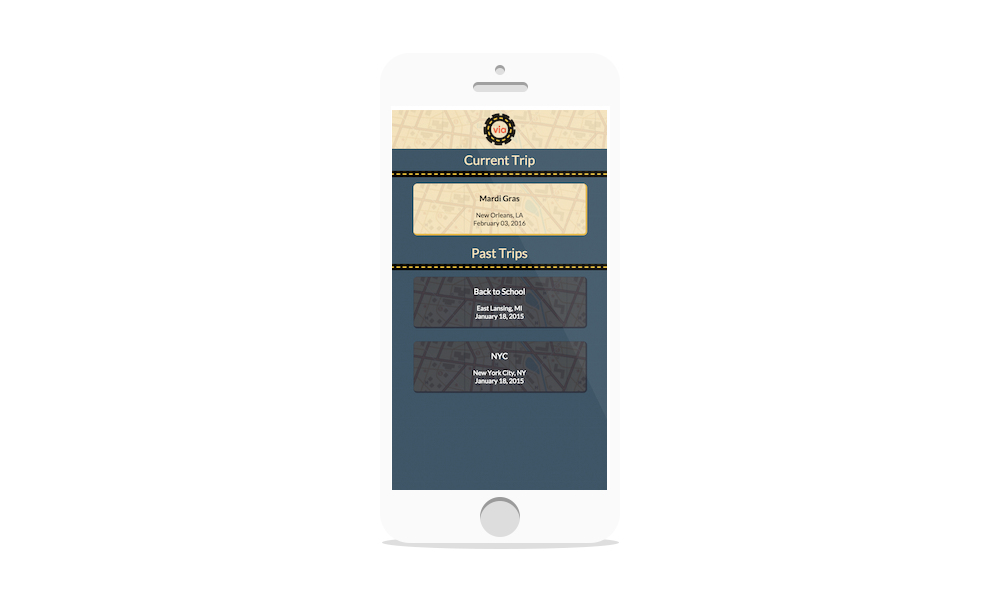 via
Current Trip
Mardi Gras
New Orleans, LA
February 03, 2016
Past Trips
Back to School
East Lansing, MI
January 18, 2015
NYC
New York City, NY
January 18, 2015